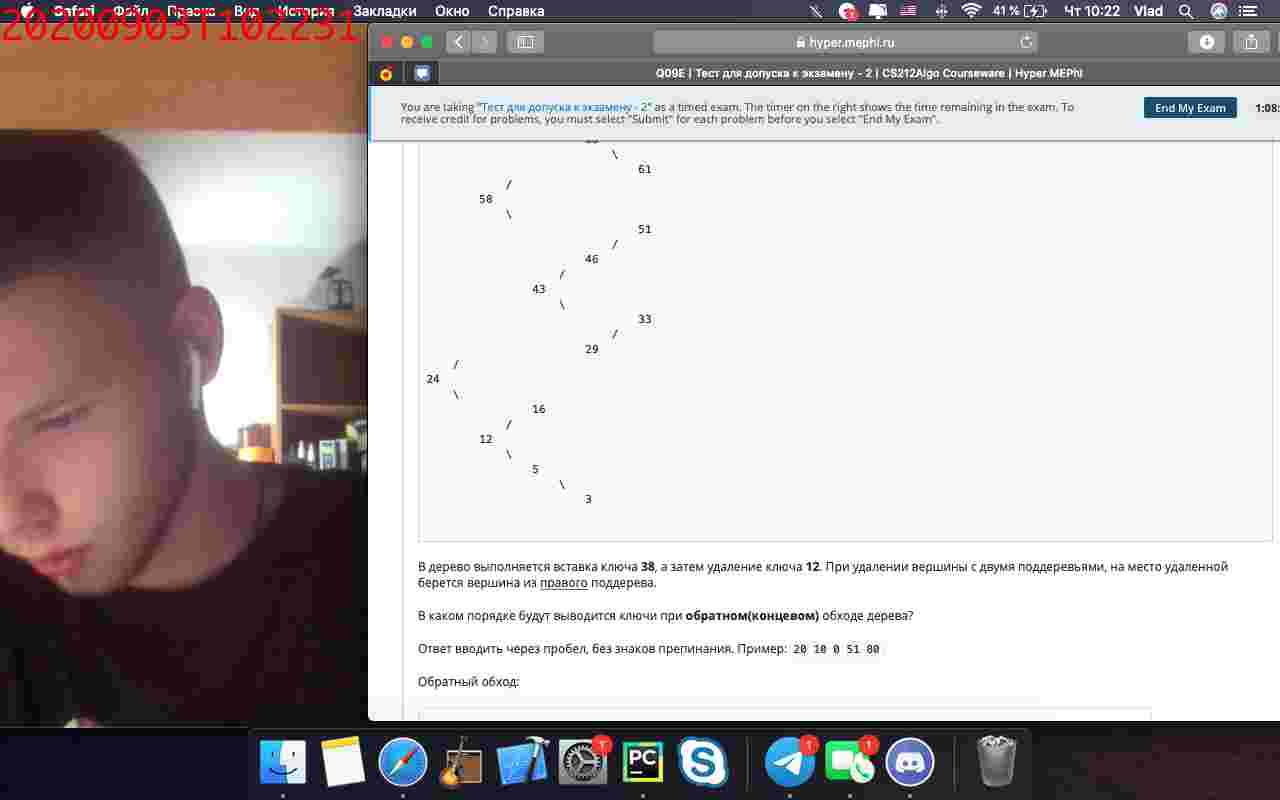 20200903T102231
Safari Файл Правка Вид История Закладки Окно Справка
41 % Чт 10:22 Vlad
hyper.mephi.ru
Q09E | Тест для допуска к экзамену - 2 | CS212Algo Courseware | Hyper MEPhI
You are taking "Тест для допуска к экзамену - 2" as a timed exam. The timer on the right shows the time remaining in the exam. To
receive credit for problems, you must select "Submit" for each problem before you select "End My Exam".
End My Exam
1:08:
\
61
/
58
\
51
/
46
/
43
\
33
/
29
/
24
\
16
/
12
\
5
\
3
В дерево выполняется вставка ключа 38, а затем удаление ключа 12. При удалении вершины с двумя поддеревьями, на место удаленной
берется вершина из правого поддерева.
В каком порядке будут выводится ключи при обратном(концевом) обходе дерева?
Ответ вводить через пробел, без знаков препинания. Пример: 20 10 0 51 80
Обратный обход:
PC
1
1
1